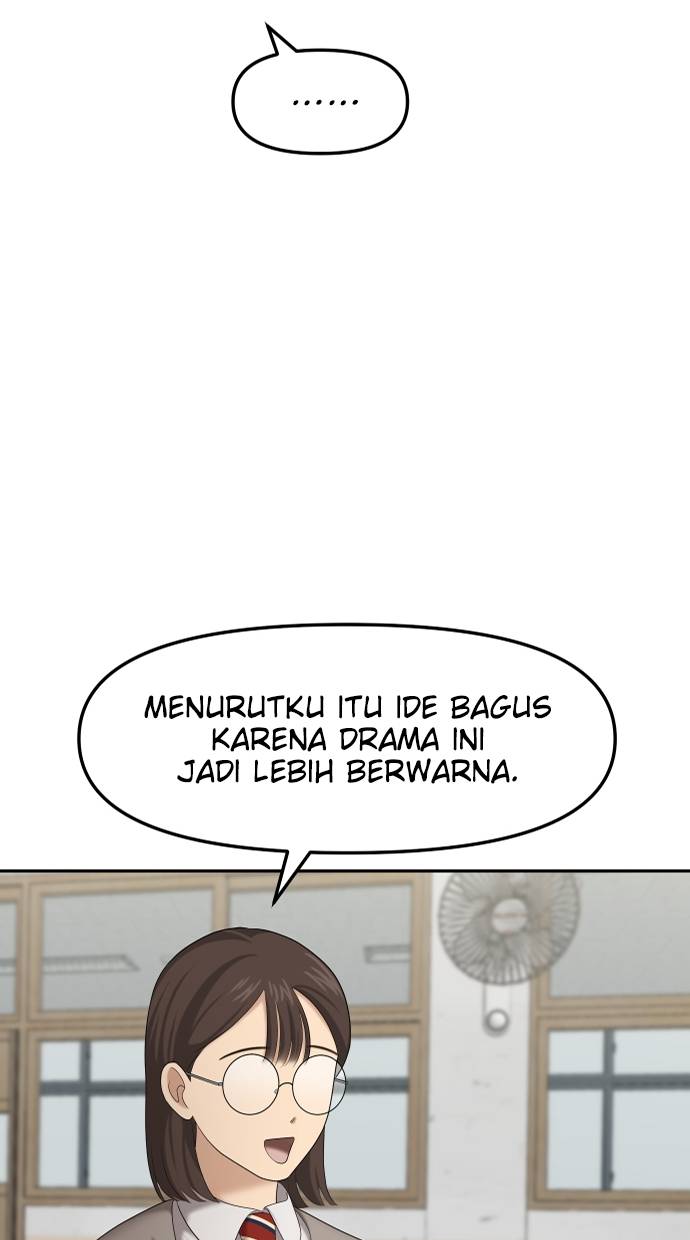 ......
MENURUTKU ITU IDE BAGUS
KARENA DRAMA INI
JADI LEBIH BERWARNA.